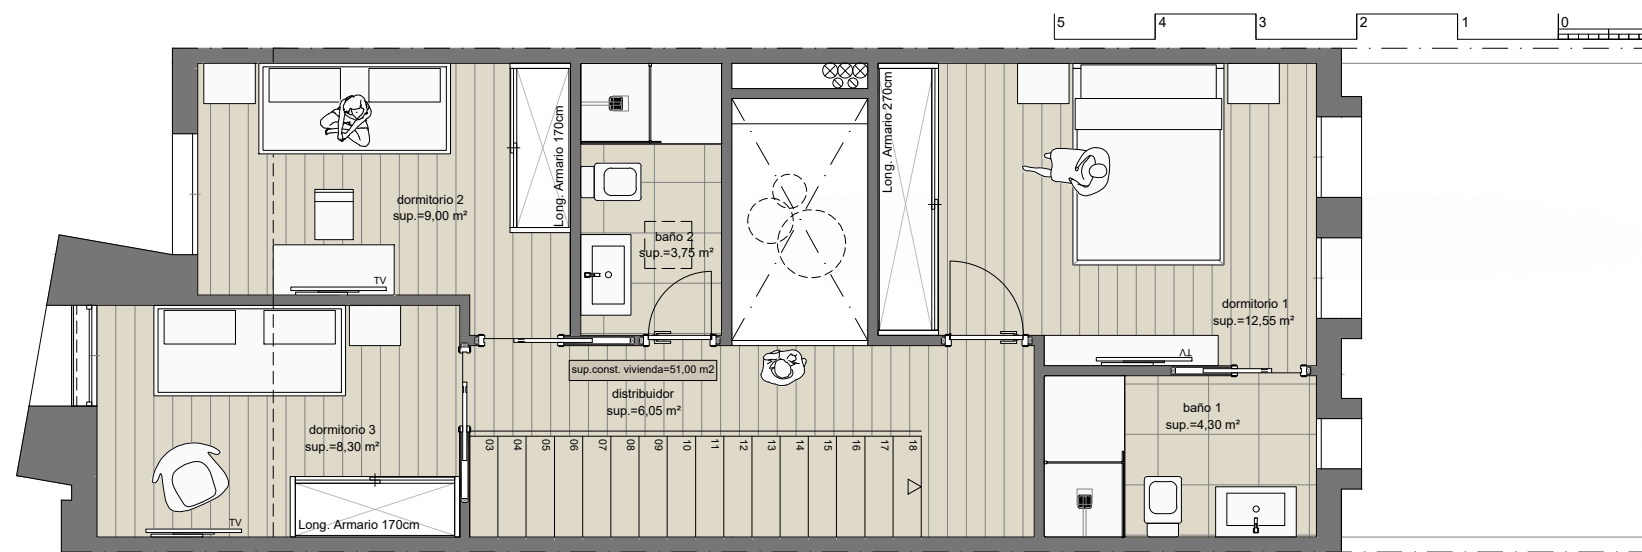 5 4 3 2 1 0
Long. Armario 170cm
Long. Armario 270cm
dormitorio 2
sup.=9,00 m²
baño 2
sup.=3,75 m²
TV
dormitorio 1
sup.=12,55 m²
TV
sup.const. vivienda=51,00 m2
distribuidor
sup.=6,05 m²
baño 1
sup.=4,30 m²
dormitorio 3
sup.=8,30 m²
03 04 05 06 07 08 09 10 11 12 13 14 15 16 17 18
TV
Long. Armario 170cm